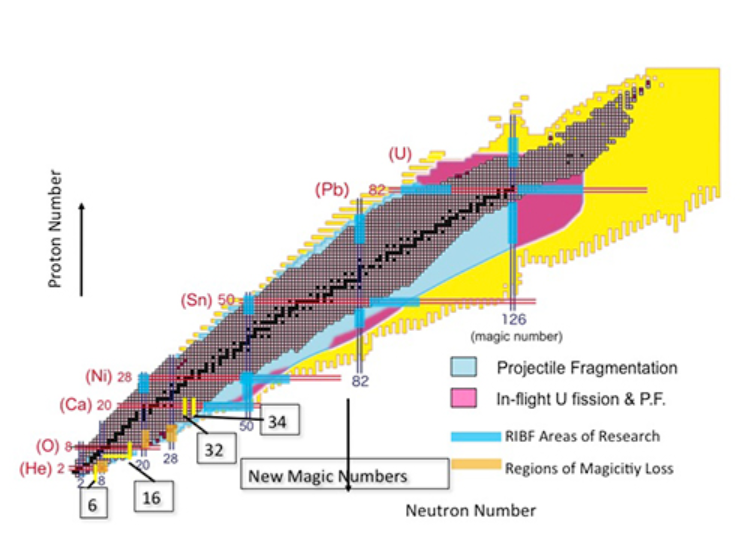 (U)
(Pb) 82
Proton Number
(Sn) 50
126
(magic number)
(Ni) 28
82
Projectile Fragmentation
(Ca) 20
In-flight U fission & P.F.
34
50
RIBF Areas of Research
(O) 8
32
28
20
(He) 2
Regions of Magicitiy Loss
2
8
New Magic Numbers
6
16
Neutron Number